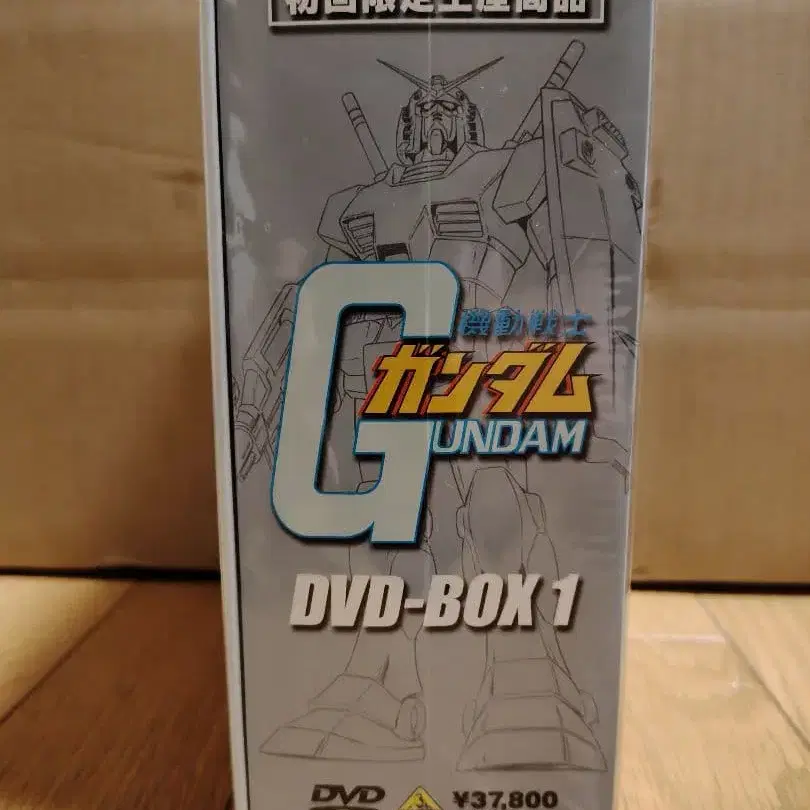 初回限定生産商品
機動戦士
ガンダム
GUNDAM
DVD-BOX 1
DVD
3
¥37,800